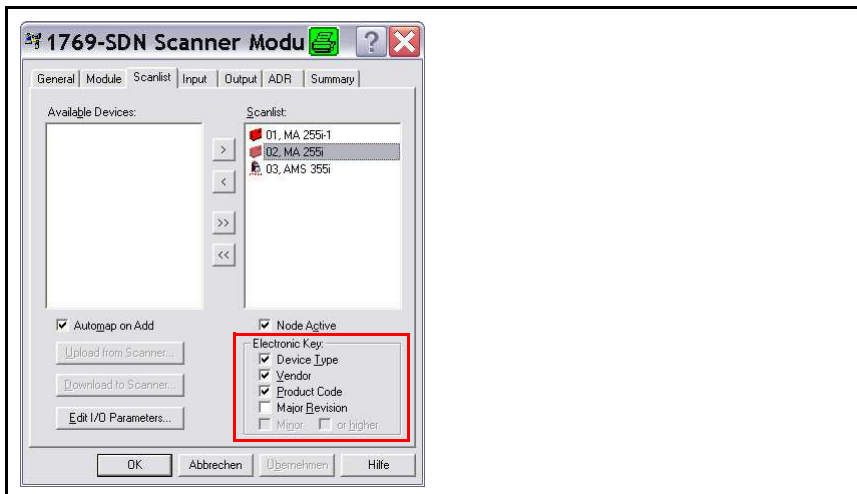 1769-SDN Scanner Modu
General Module Scanlist Input Output ADR Summary
Available Devices:
Scanlist:
01, MA 255i-1
02, MA 255i
03, AMS 355i
>
<
>>
<<
Automap on Add
Node Active
Upload from Scanner...
Download to Scanner...
Edit I/O Parameters...
Electronic Key:
Device Type
Vendor
Product Code
Major Revision
Minor or higher
OK Abbrechen Übernehmen Hilfe